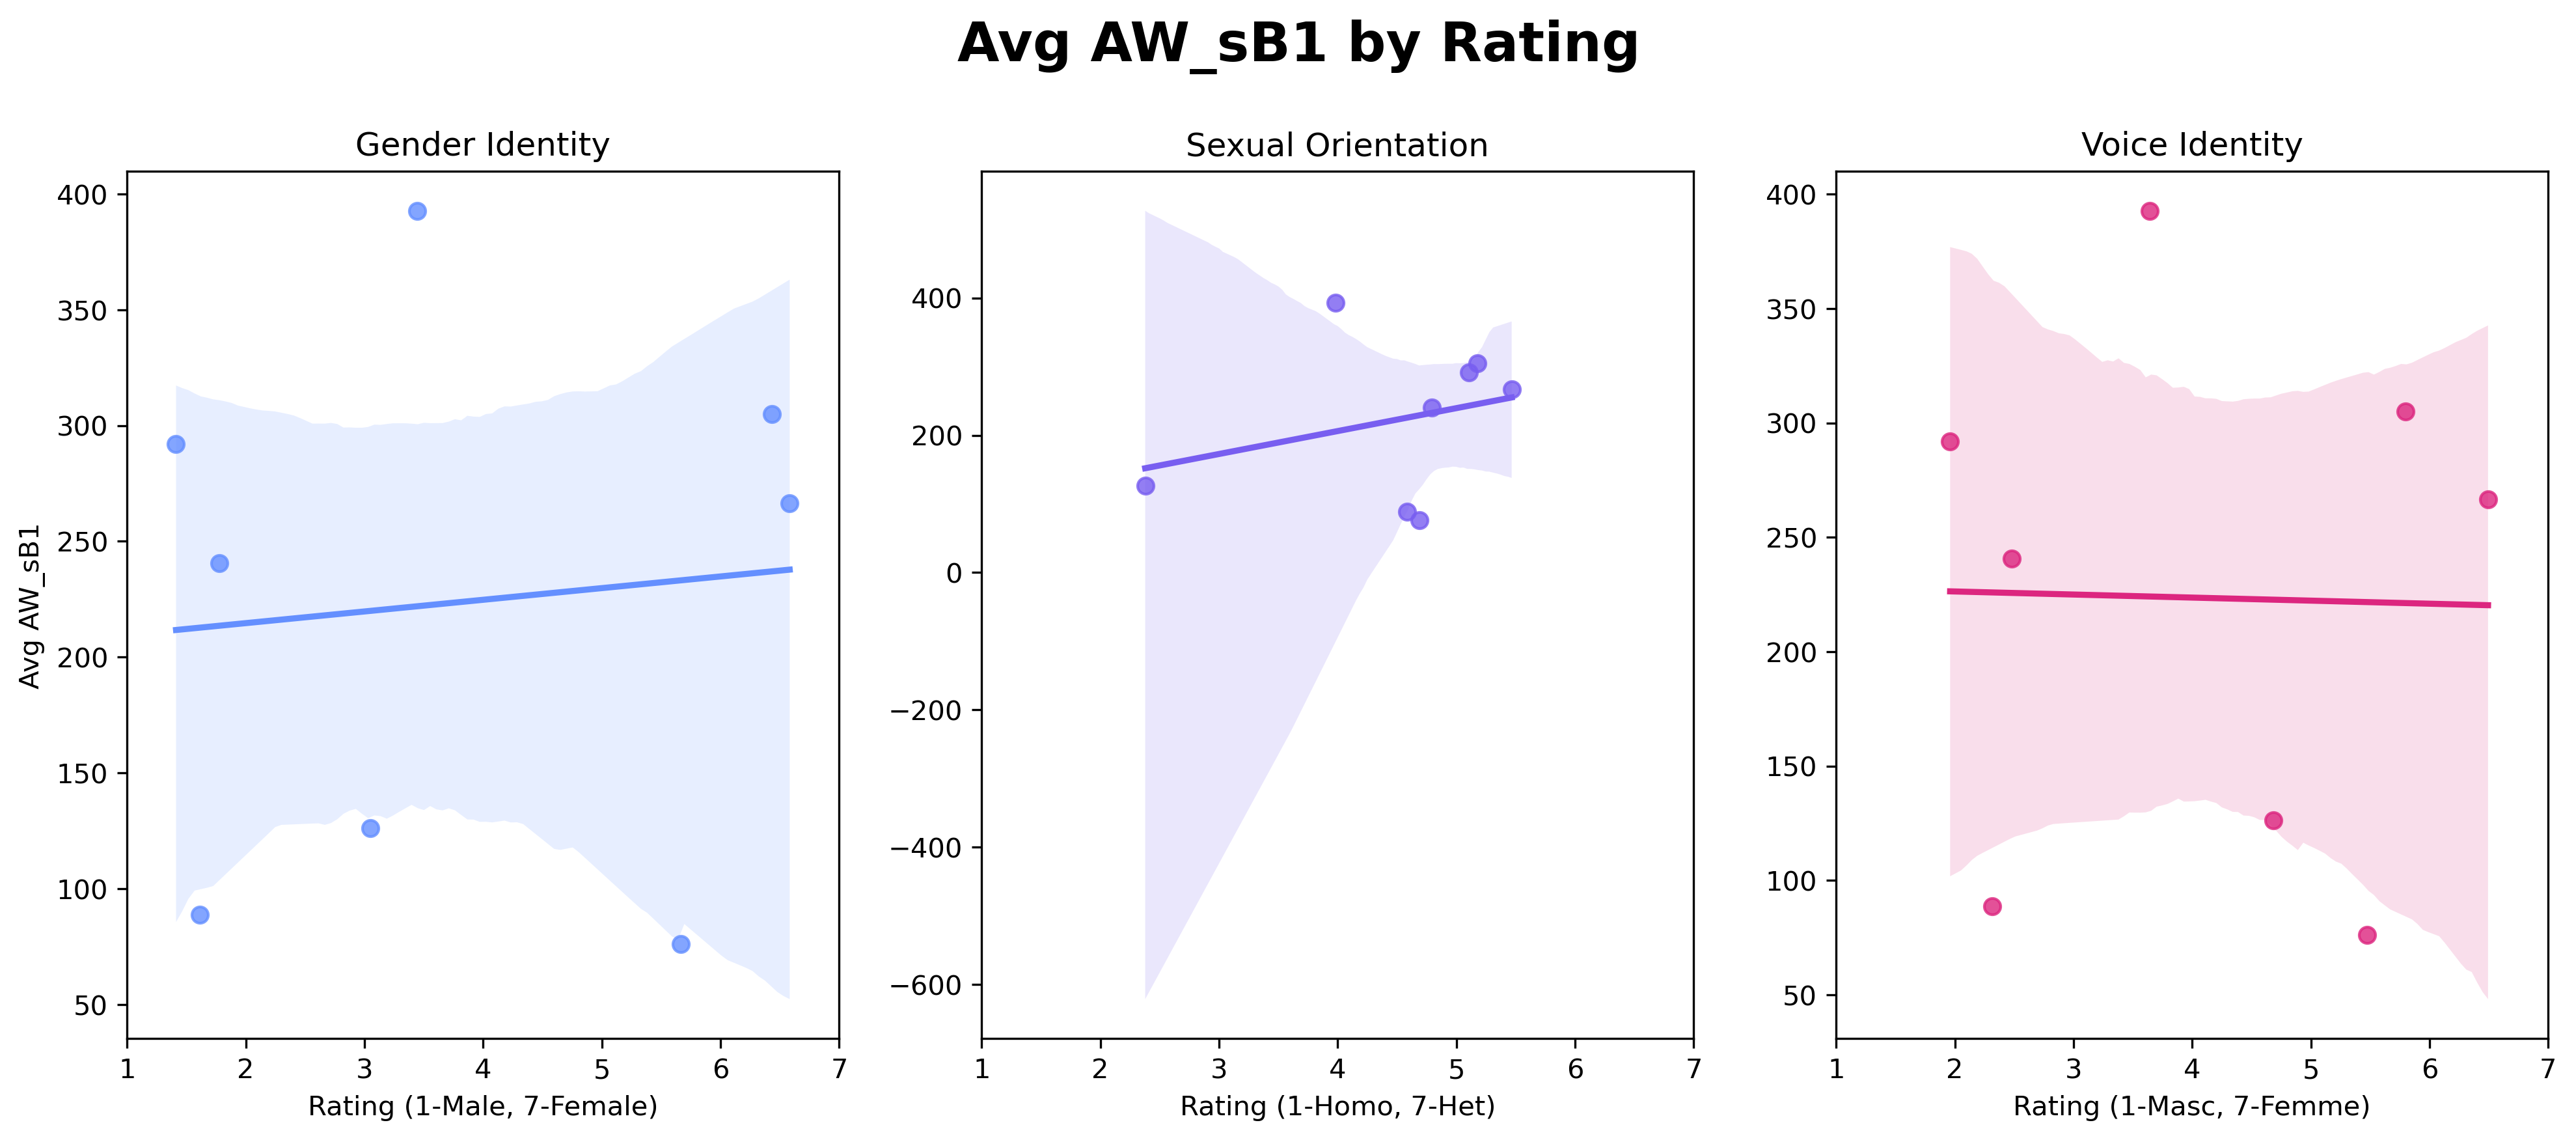 Avg AW_sB1 by Rating
Gender Identity
400
350
300
250
200
150
100
50
Avg AW_sB1
1 2 3 4 5 6 7
Rating (1-Male, 7-Female)
Sexual Orientation
400
200
0
−200
−400
−600
1 2 3 4 5 6 7
Rating (1-Homo, 7-Het)
Voice Identity
400
350
300
250
200
150
100
50
1 2 3 4 5 6 7
Rating (1-Masc, 7-Femme)